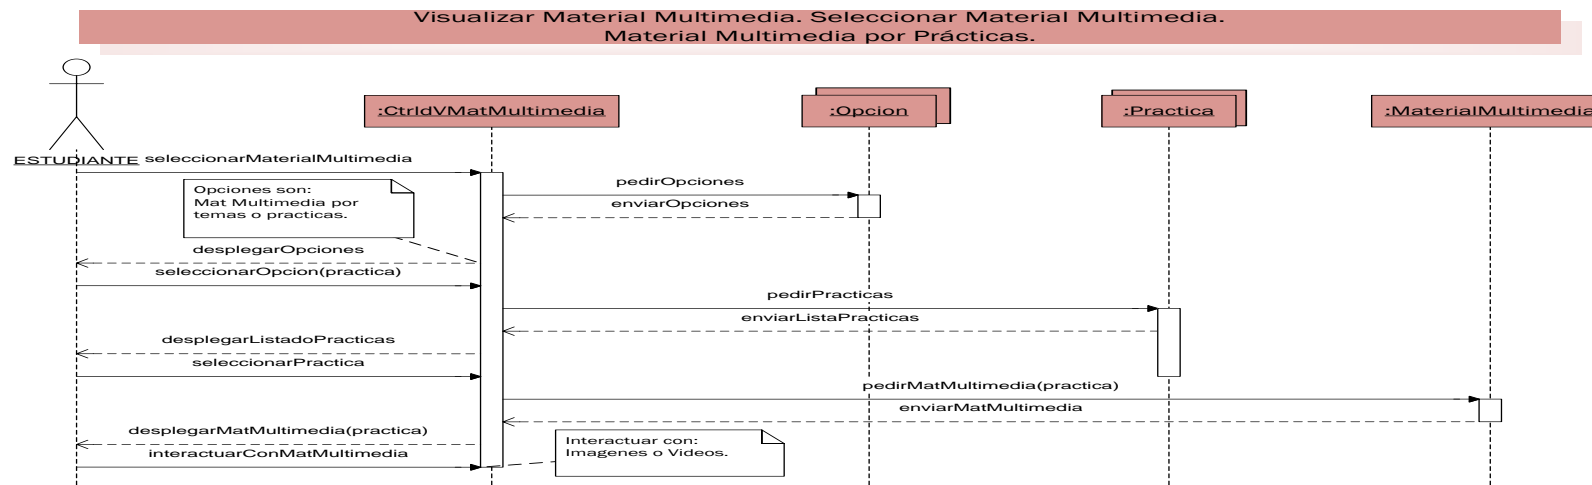 Visualizar Material Multimedia. Seleccionar Material Multimedia.
Material Multimedia por Prácticas.
:CtrldVMatMultimedia
:Opcion
:Practica
:MaterialMultimedia
ESTUDIANTE
seleccionarMaterialMultimedia
Opciones son:
Mat Multimedia por
temas o practicas.
pedirOpciones
enviarOpciones
desplegarOpciones
seleccionarOpcion(practica)
pedirPracticas
enviarListaPracticas
desplegarListadoPracticas
seleccionarPractica
pedirMatMultimedia(practica)
enviarMatMultimedia
desplegarMatMultimedia(practica)
interactuarConMatMultimedia
Interactuar con:
Imagenes o Videos.